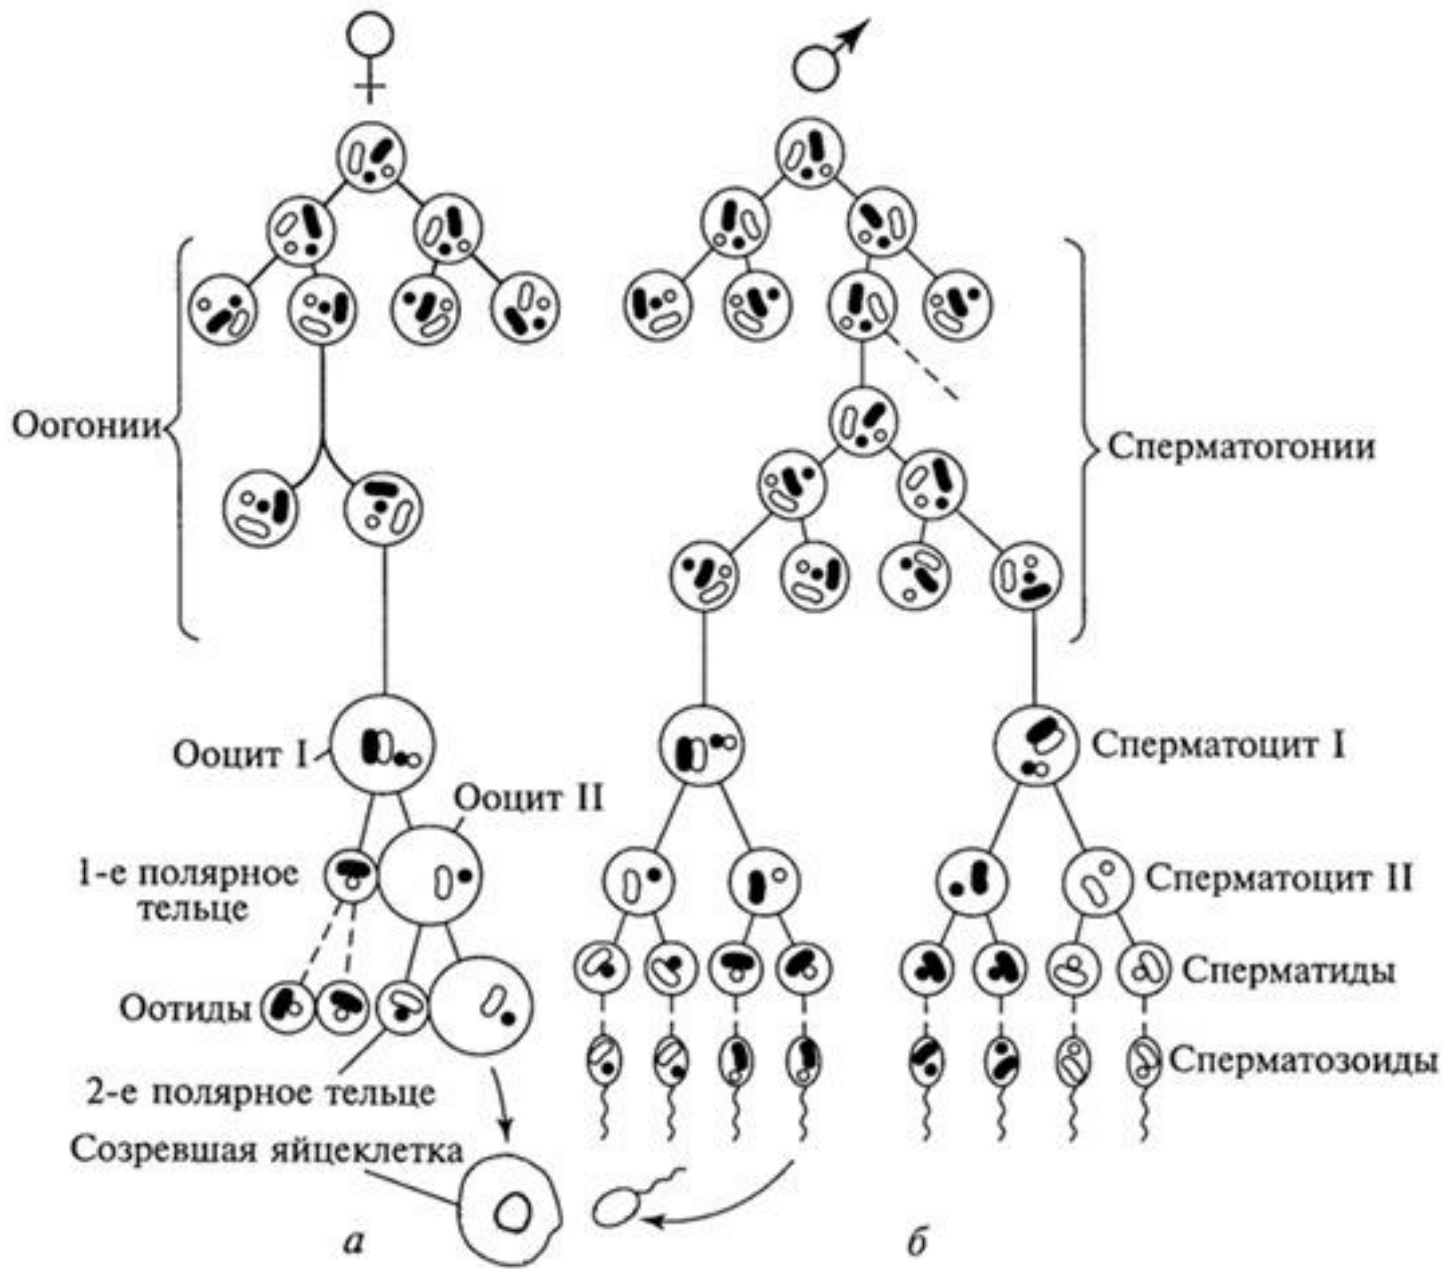 Оогонии
Сперматогонии
Ооцит I
Сперматоцит I
Ооцит II
1-е полярное
тельце
Сперматоцит II
Оотиды
Сперматиды
2-е полярное тельце
Сперматозоиды
Созревшая яйцеклетка
а
б